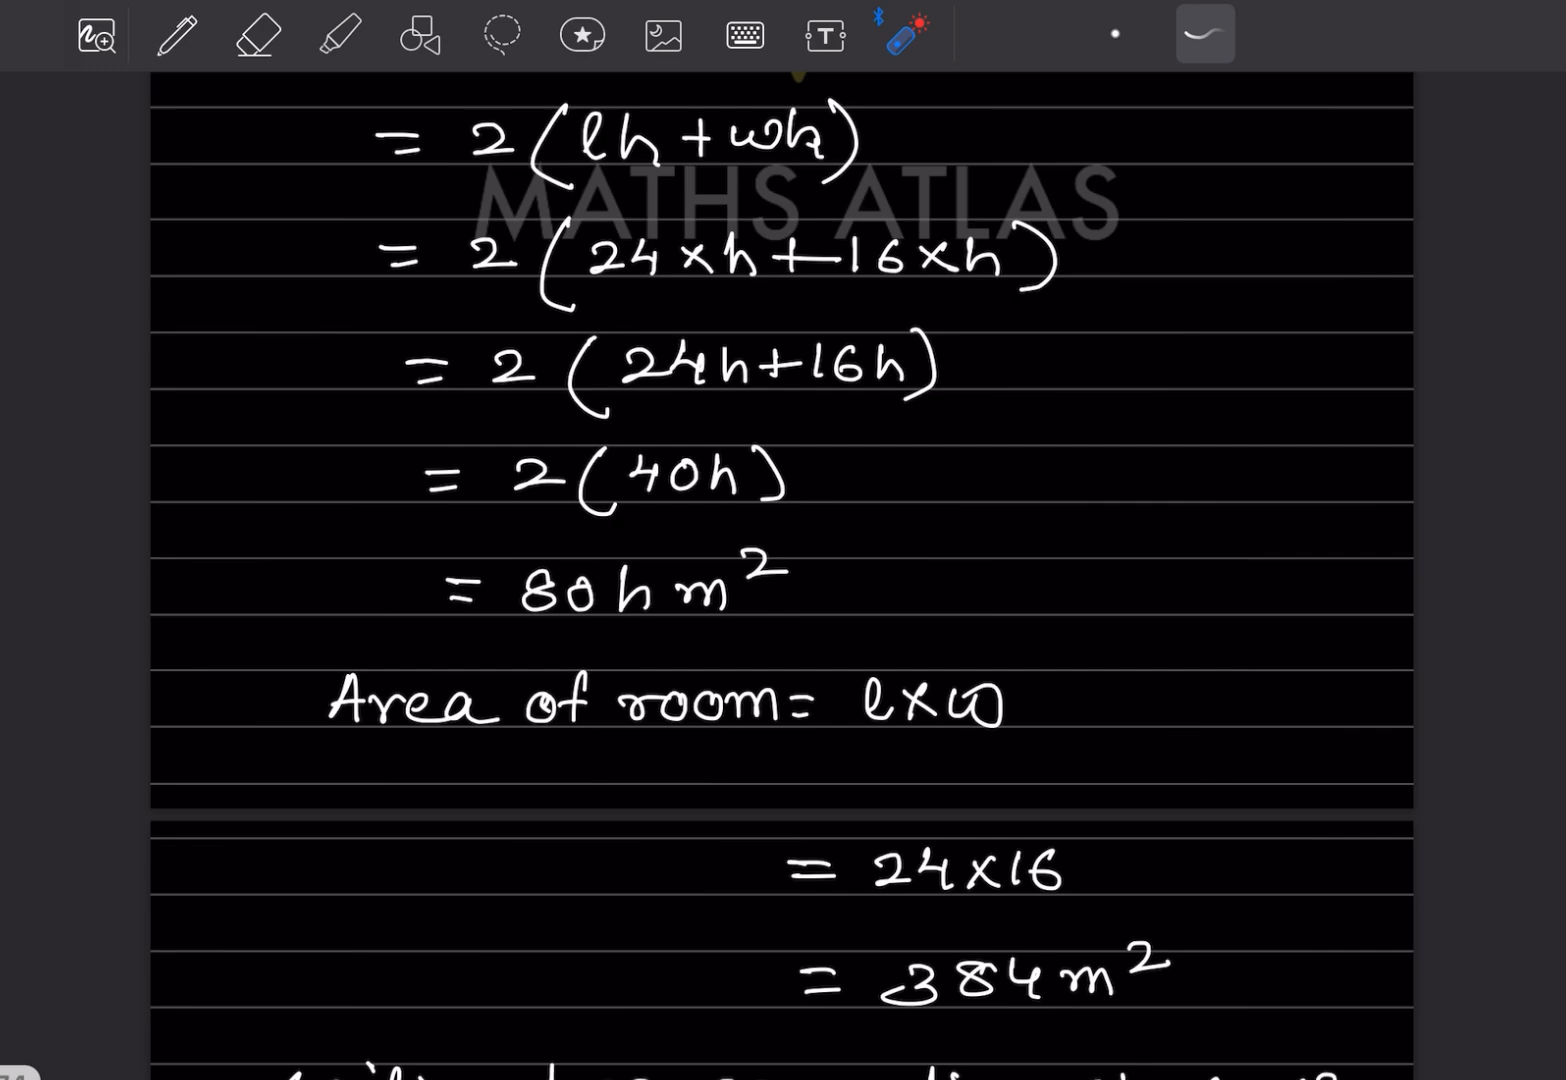 = 2(lh + wh)
MATHS ATLAS
= 2(24×h+16×h)
= 2(24h+16h)
= 2(40h)
= 80h m²
Area of room = l×w
= 24×16
= 384 m²